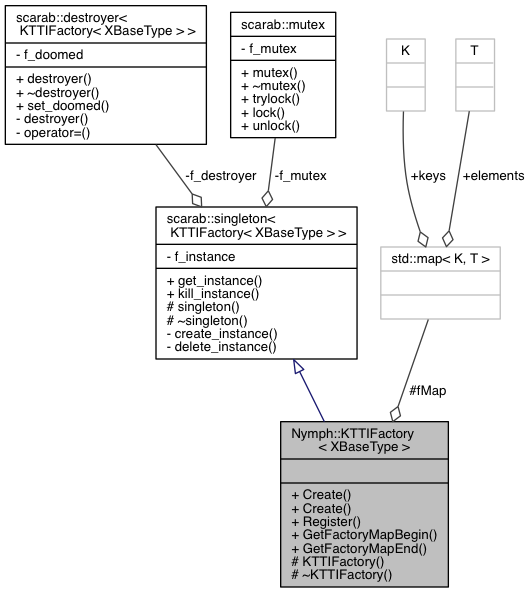 scarab::destroyer<
KTTIFactory< XBaseType > >
- f_doomed
+ destroyer()
+ ~destroyer()
+ set_doomed()
- destroyer()
- operator=()
scarab::mutex
- f_mutex
+ mutex()
+ ~mutex()
+ trylock()
+ lock()
+ unlock()
K
T
-f_destroyer
-f_mutex
+keys
+elements
scarab::singleton<
KTTIFactory< XBaseType > >
- f_instance
+ get_instance()
+ kill_instance()
# singleton()
# ~singleton()
- create_instance()
- delete_instance()
std::map< K, T >
#fMap
Nymph::KTTIFactory
< XBaseType >
+ Create()
+ Create()
+ Register()
+ GetFactoryMapBegin()
+ GetFactoryMapEnd()
# KTTIFactory()
# ~KTTIFactory()